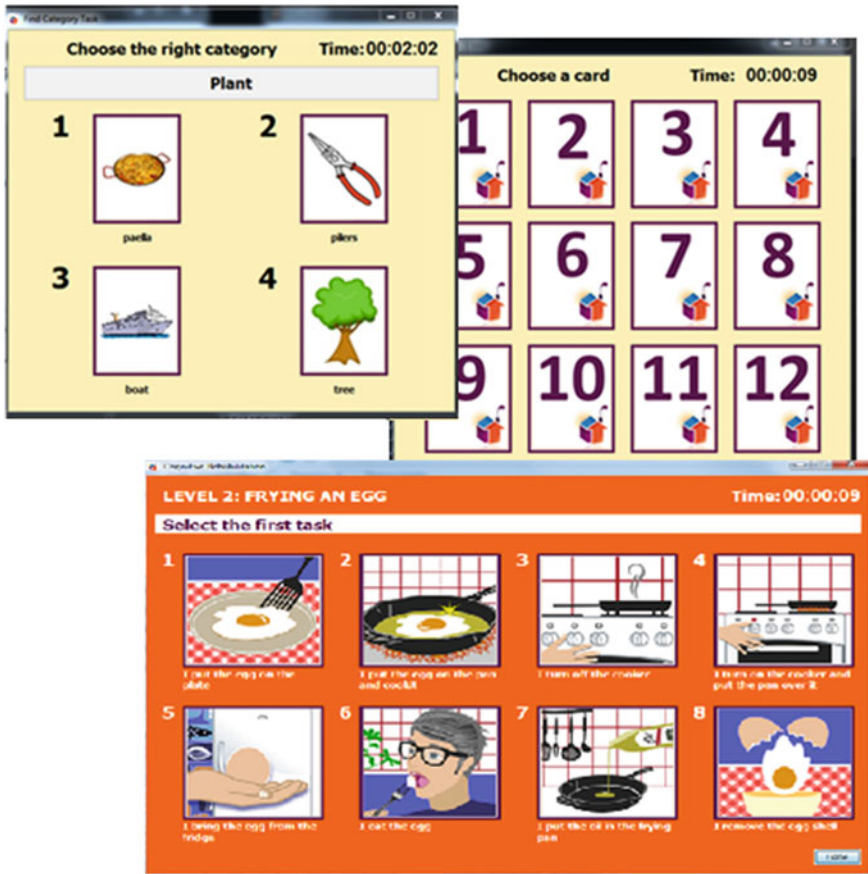 Find Category Task
Choose the right category Time:00:02:02
Plant
1 2
paella pilers
3 4
boat tree
Choose a card Time: 00:00:09
1 2 3 4
5 6 7 8
9 10 11 12
LEVEL 2: FRYING AN EGG Time:00:00:09
Select the first task
1 2 3 4
I put the egg on the
plate
I put the egg on the pan
and cookit
I turn off the cooker
I turn on the cooker and
put the pan over it
5 6 7 8
I bring the egg from the
fridge
I eat the egg
I put the oil in the frying
pan
I remove the egg shell